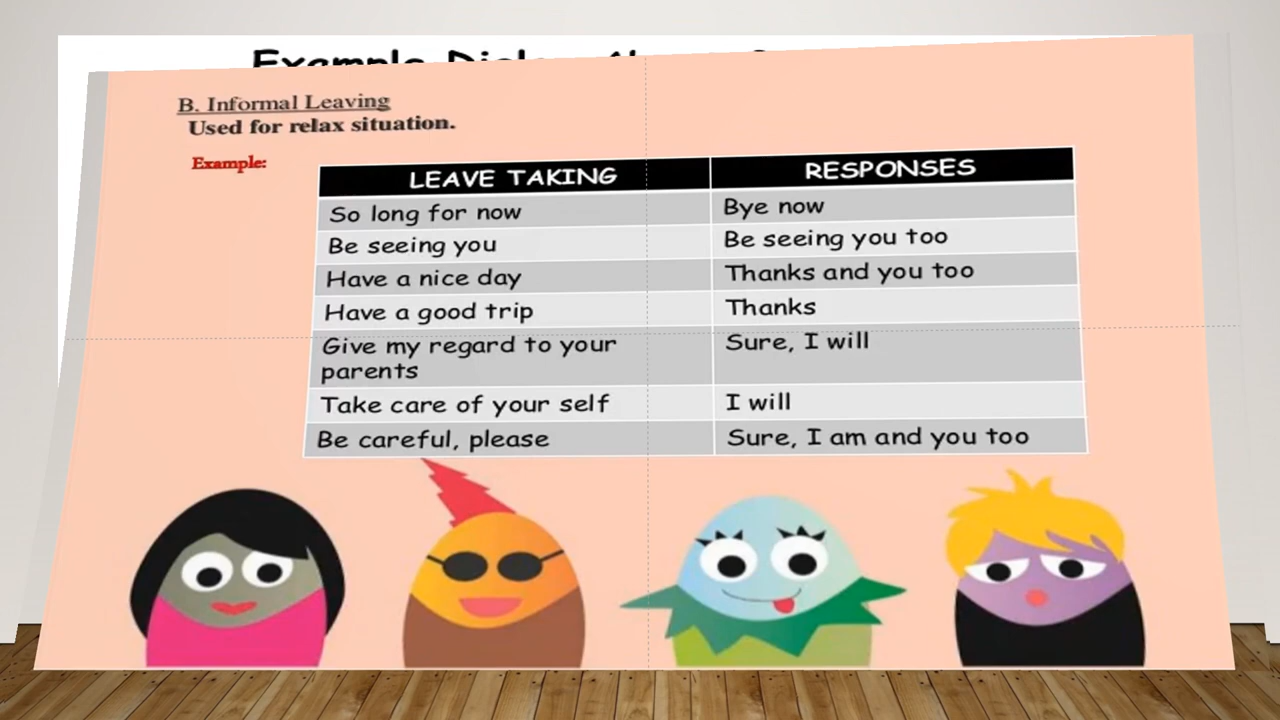 Example
B. Informal Leaving
Used for relax situation.
Example:
LEAVE TAKING RESPONSES
So long for now Bye now
Be seeing you Be seeing you too
Have a nice day Thanks and you too
Have a good trip Thanks
Give my regard to your Sure, I will
parents
Take care of your self I will
Be careful, please Sure, I am and you too